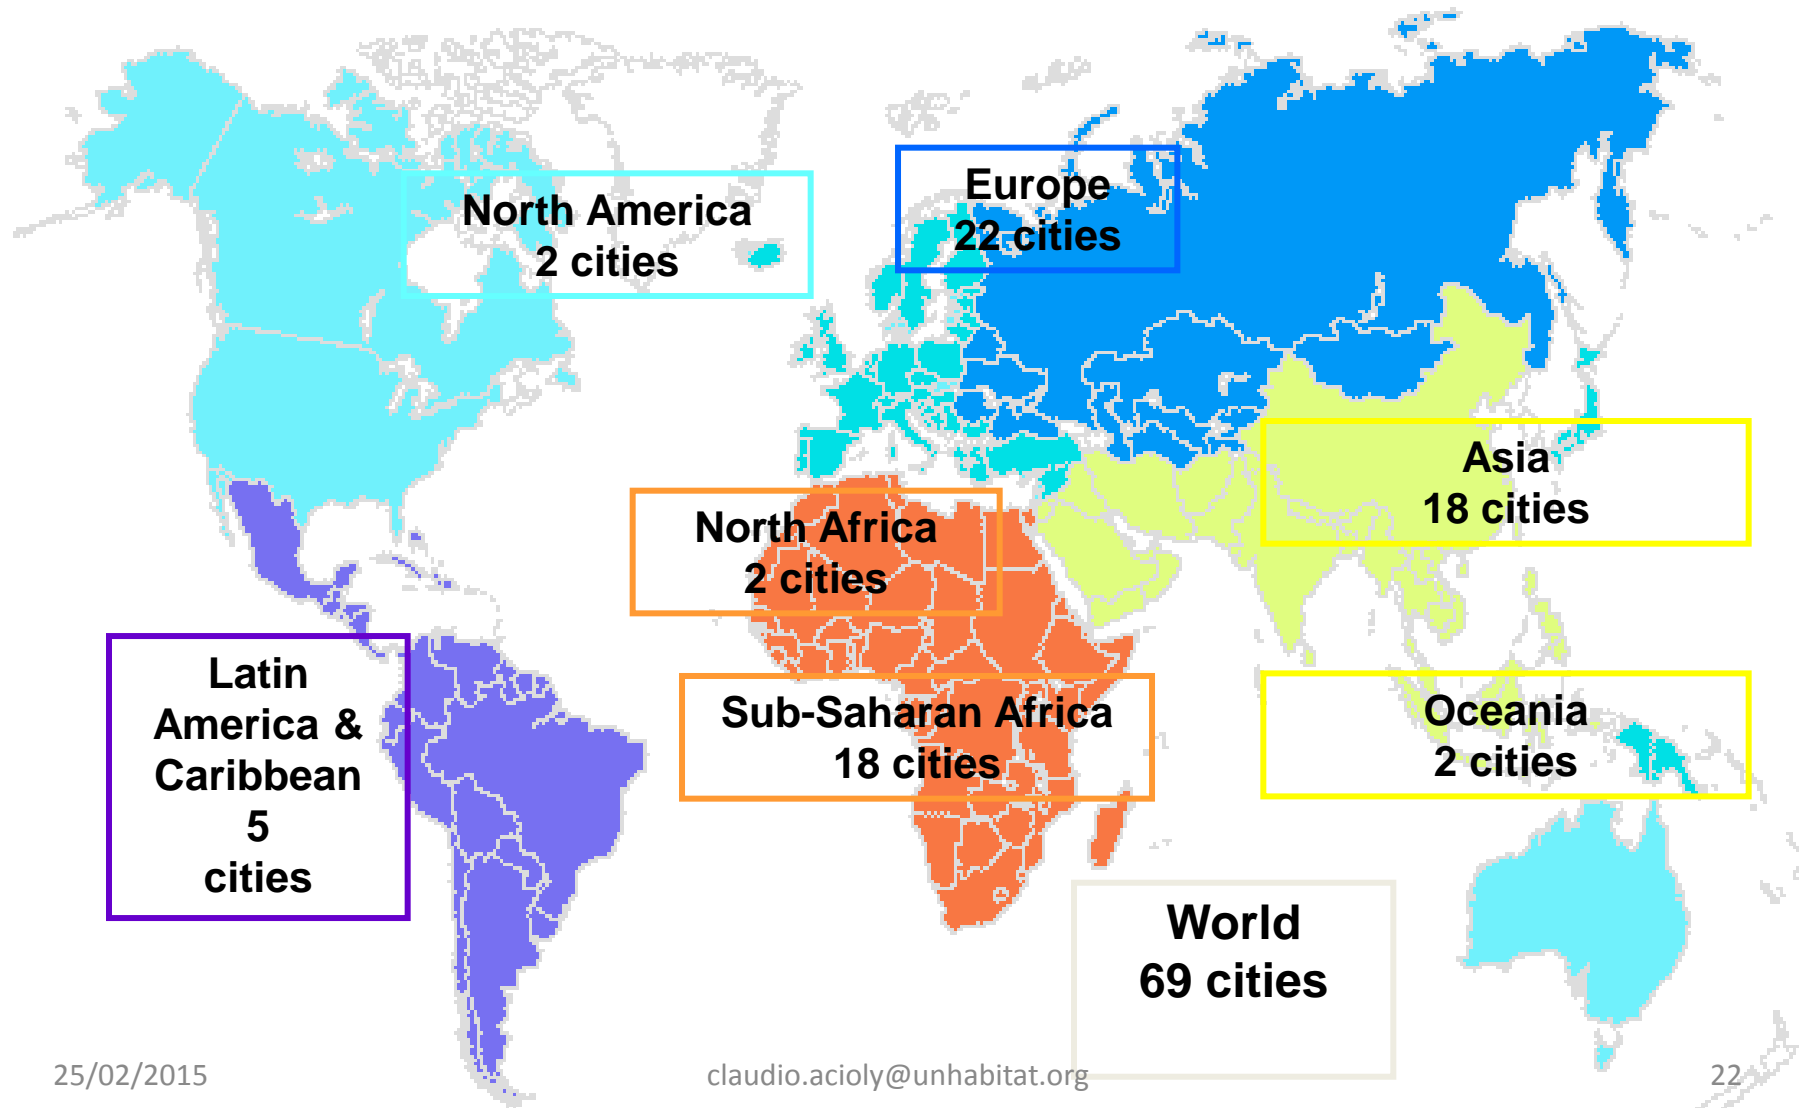 North America
2 cities
Europe
22 cities
Asia
18 cities
North Africa
2 cities
Latin
America &
Caribbean
5
cities
Sub-Saharan Africa
18 cities
Oceania
2 cities
World
69 cities
25/02/2015
claudio.acioly@unhabitat.org
22